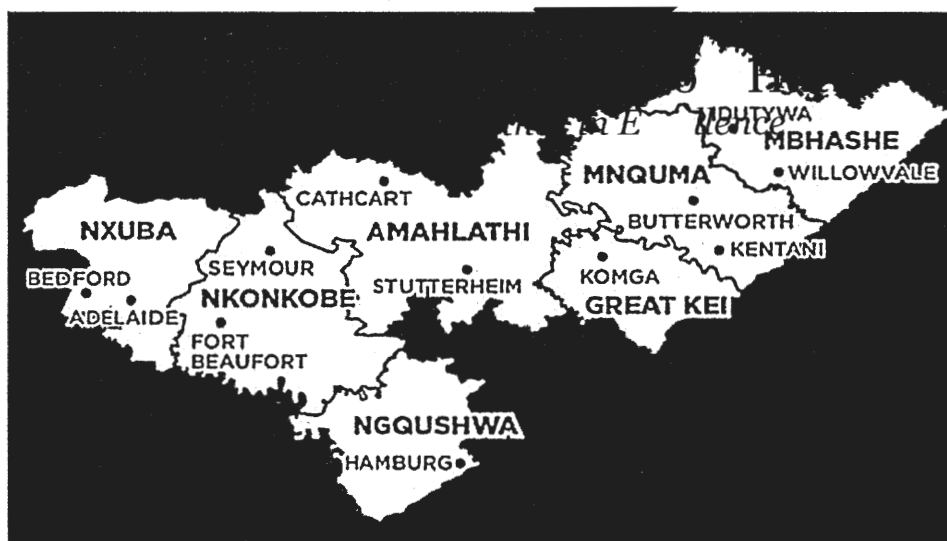 IDUTYWA
MBHASHE
WILLOWVALE
MNQUMA
BUTTERWORTH
KENTANI
CATHCART
AMAHLATHI
STUTTERHEIM
KOMGA
GREAT KEI
NXUBA
BEDFORD
ADELAIDE
SEYMOUR
NKONKOBE
FORT
BEAUFORT
NGQUSHWA
HAMBURG